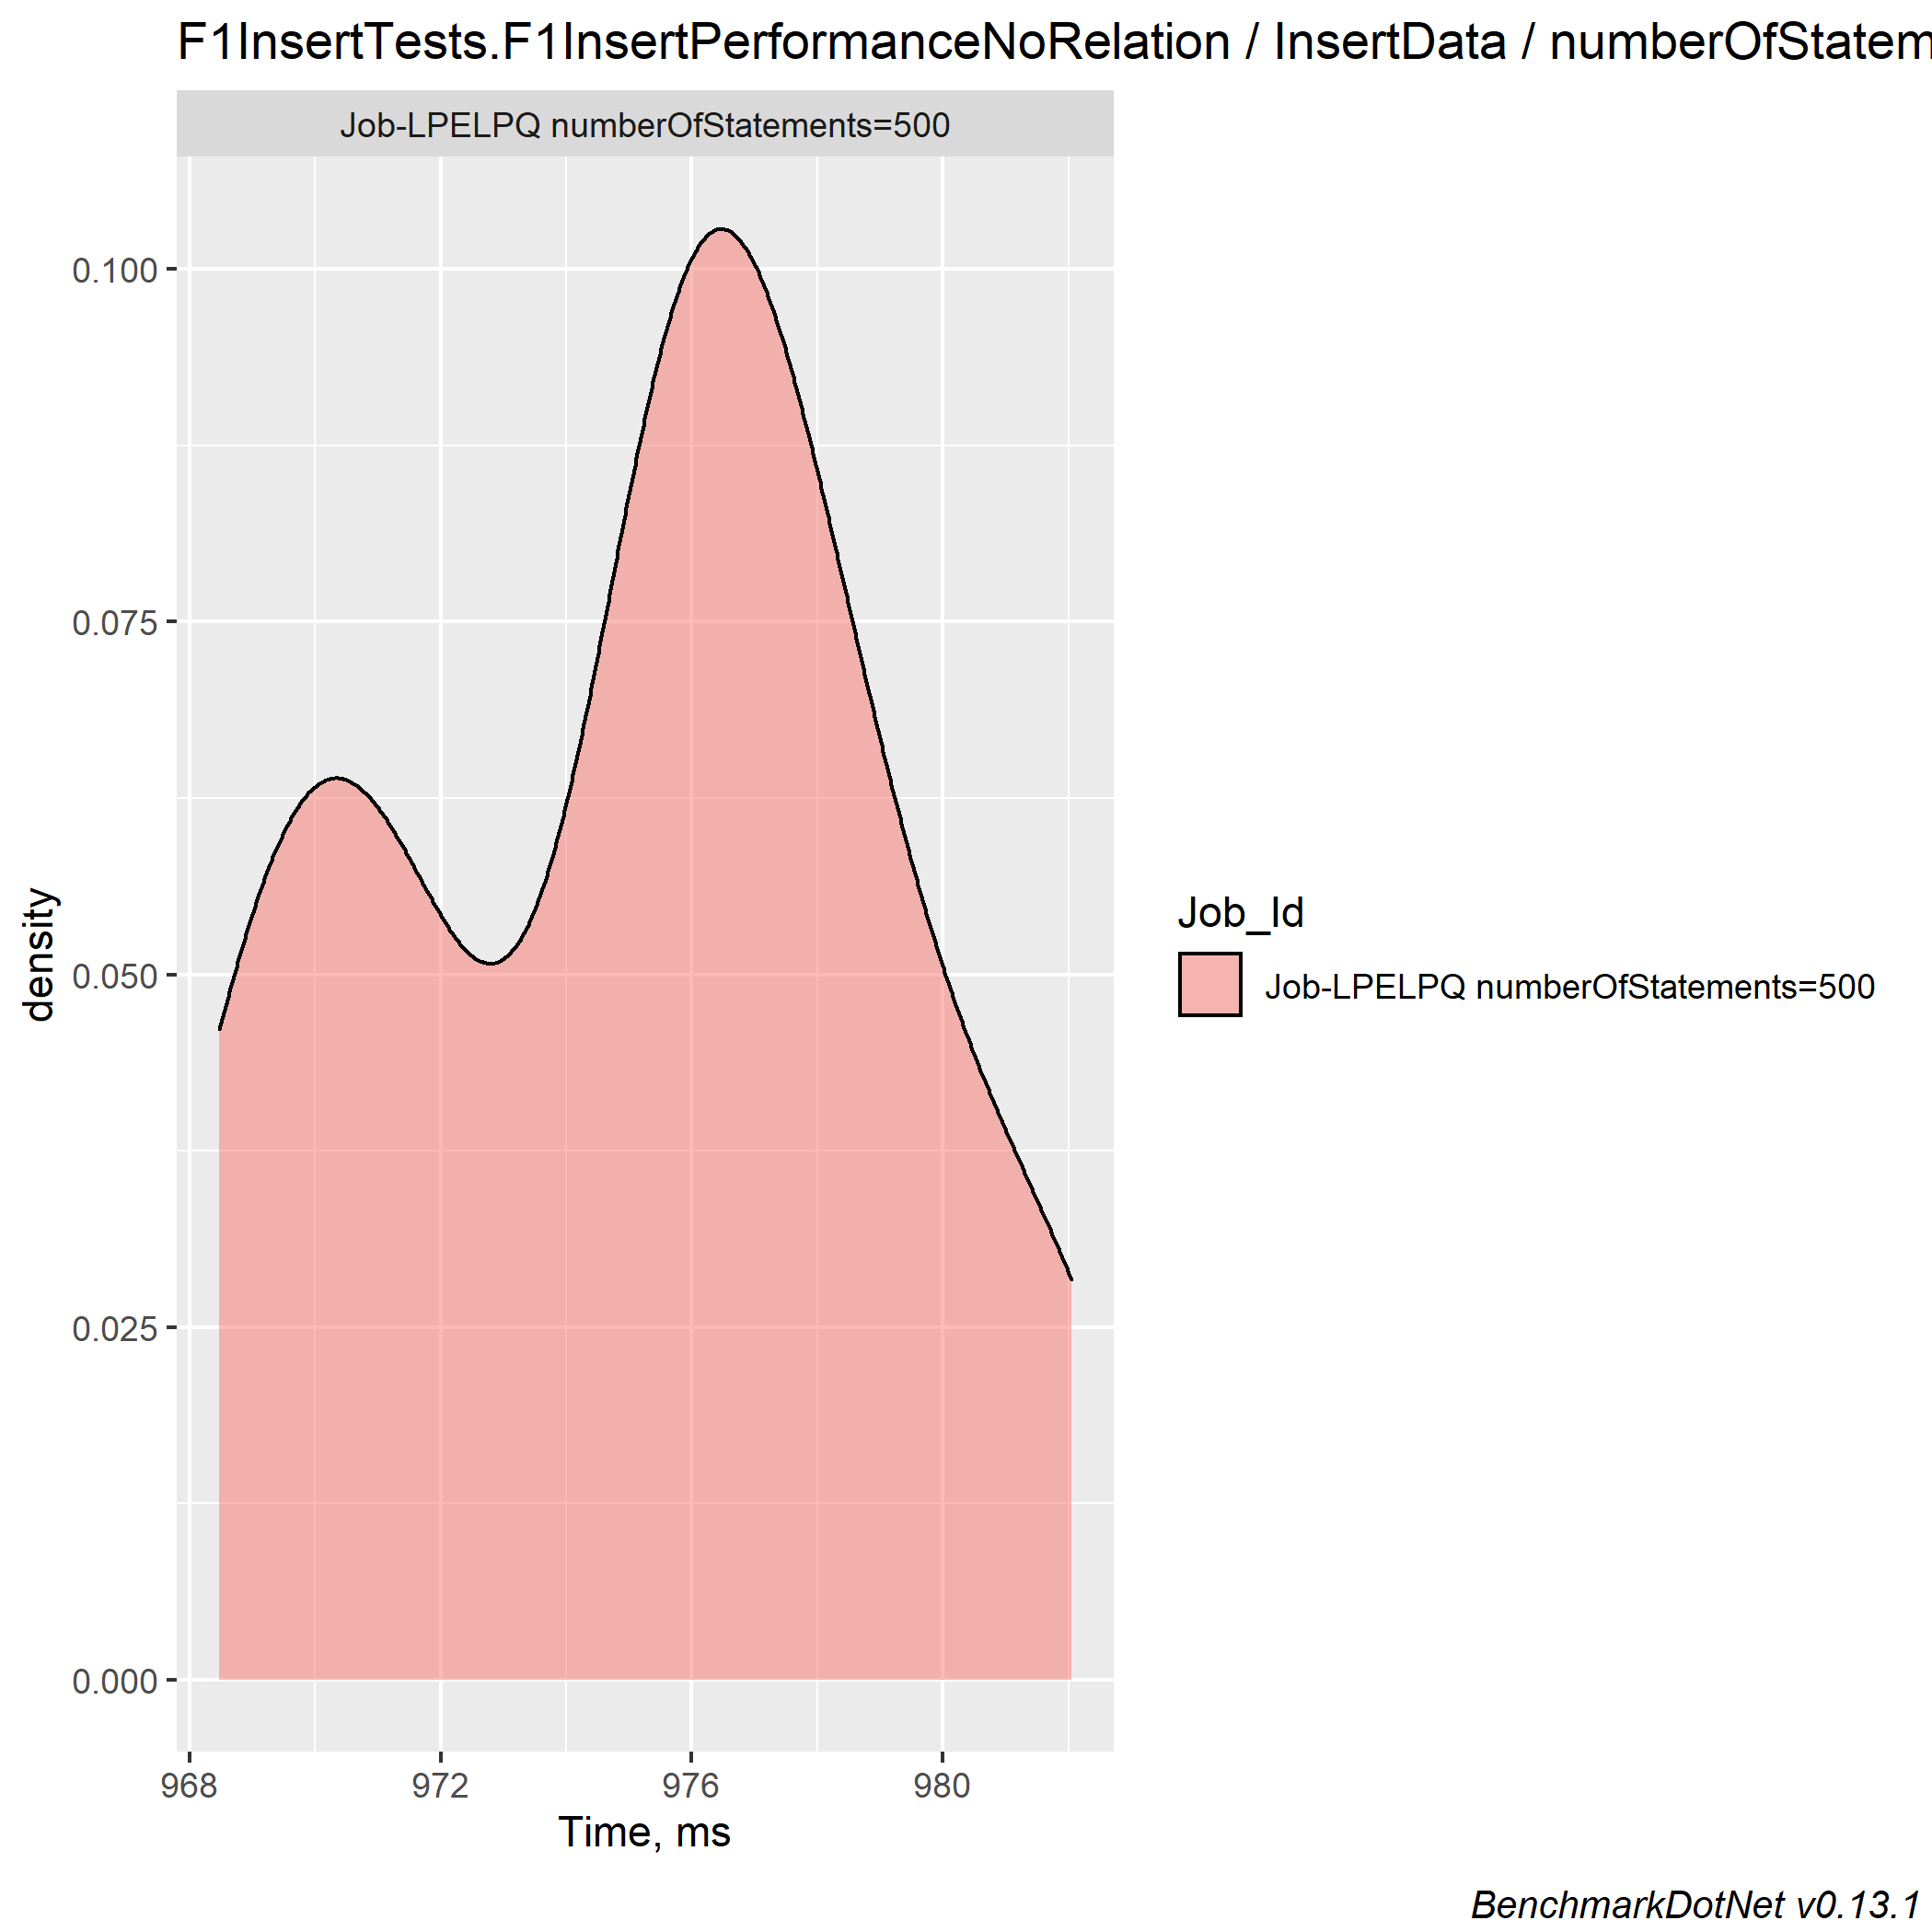 F1InsertTests.F1InsertPerformanceNoRelation / InsertData / numberOfStatem
Job-LPELPQ numberOfStatements=500
0.100
0.075
0.050
0.025
0.000
density
968 972 976 980
Time, ms
Job_Id
Job-LPELPQ numberOfStatements=500
BenchmarkDotNet v0.13.1